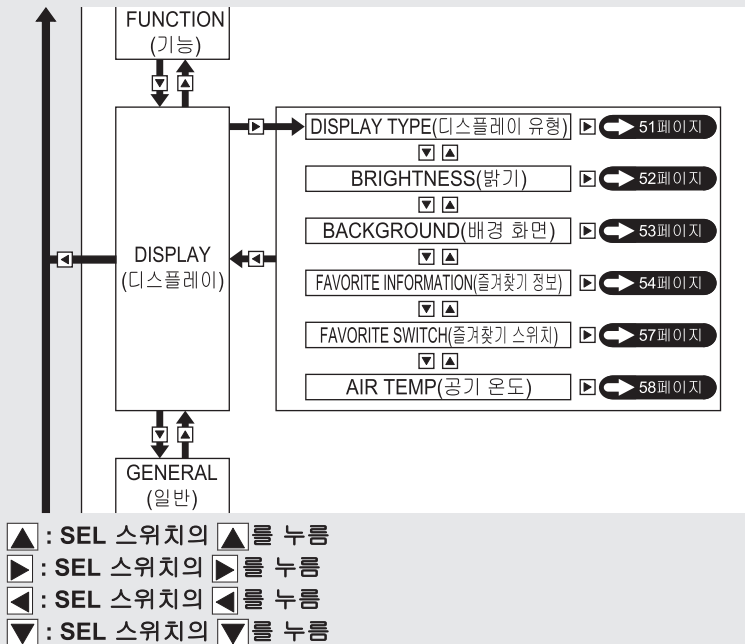 FUNCTION
(기능)
▼ ▲
▶ DISPLAY TYPE(디스플레이 유형) ▶ 51페이지
▼ ▲
BRIGHTNESS(밝기) ▶ 52페이지
▼ ▲
BACKGROUND(배경 화면) ▶ 53페이지
◀ DISPLAY ◀
(디스플레이)
▼ ▲
FAVORITE INFORMATION(즐겨찾기 정보) ▶ 54페이지
▼ ▲
FAVORITE SWITCH(즐겨찾기 스위치) ▶ 57페이지
▼ ▲
AIR TEMP(공기 온도) ▶ 58페이지
▼ ▲
GENERAL
(일반)
▲ : SEL 스위치의 ▲를 누름
▶ : SEL 스위치의 ▶를 누름
◀ : SEL 스위치의 ◀를 누름
▼ : SEL 스위치의 ▼를 누름